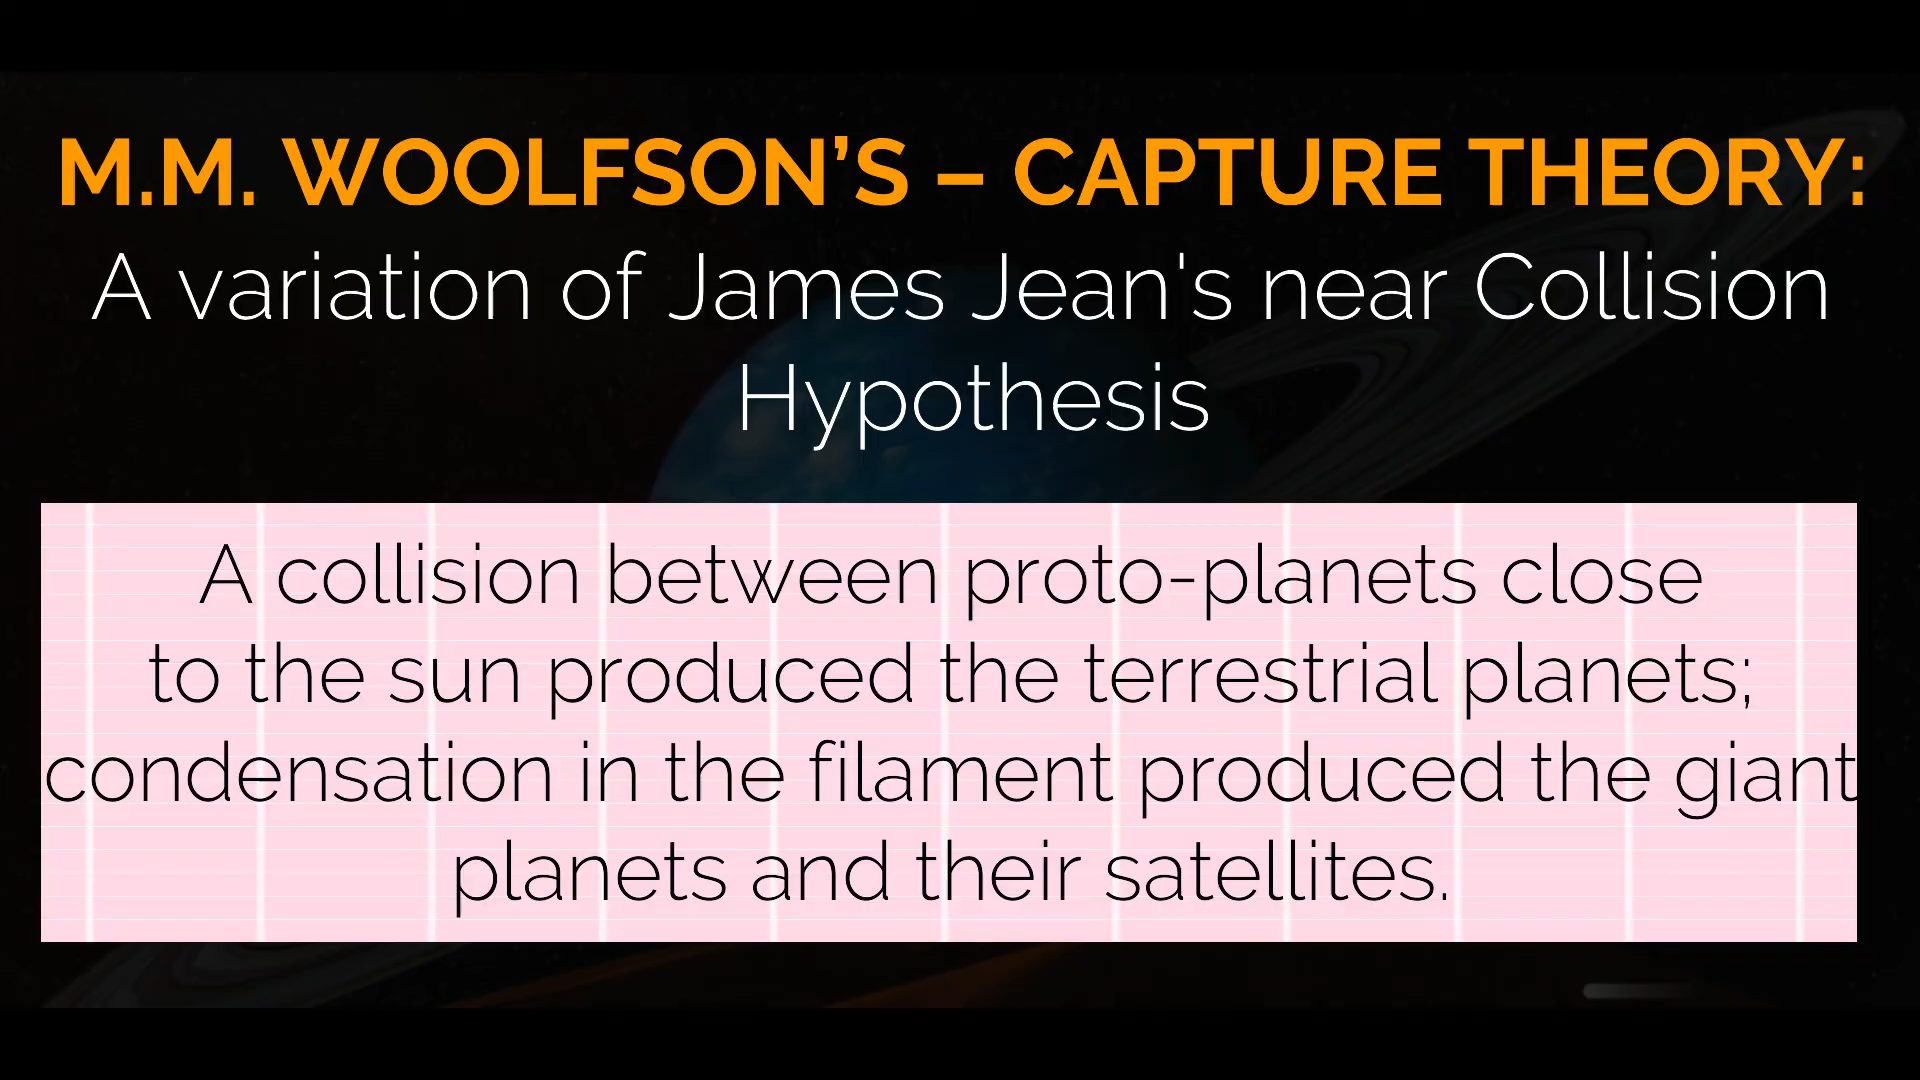 M.M. WOOLFSON’S – CAPTURE THEORY:
A variation of James Jean's near Collision
Hypothesis
A collision between proto-planets close
to the sun produced the terrestrial planets;
condensation in the filament produced the giant
planets and their satellites.